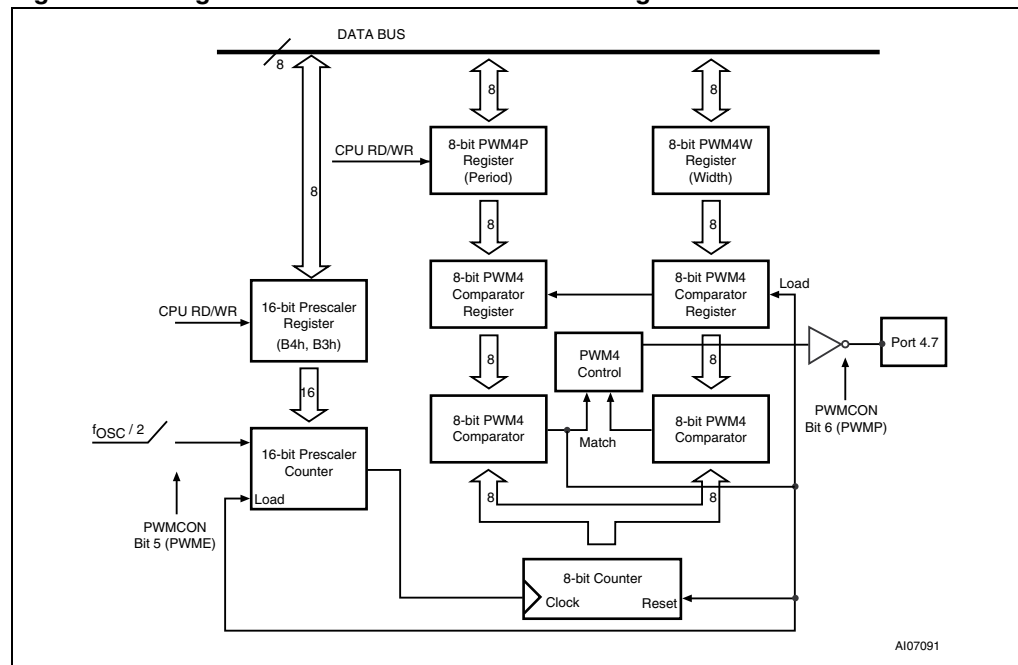 DATA BUS
8
8
8
CPU RD/WR
8-bit PWM4P
Register
(Period)
8-bit PWM4W
Register
(Width)
8
8
8
CPU RD/WR
16-bit Prescaler
Register
(B4h, B3h)
8-bit PWM4
Comparator
Register
8-bit PWM4
Comparator
Register
Load
8
PWM4
Control
8
Port 4.7
16
PWMCON
Bit 6 (PWMP)
fOSC / 2
16-bit Prescaler
Counter
Load
8-bit PWM4
Comparator
Match
8-bit PWM4
Comparator
8
8
PWMCON
Bit 5 (PWME)
8-bit Counter
Clock
Reset
AI07091